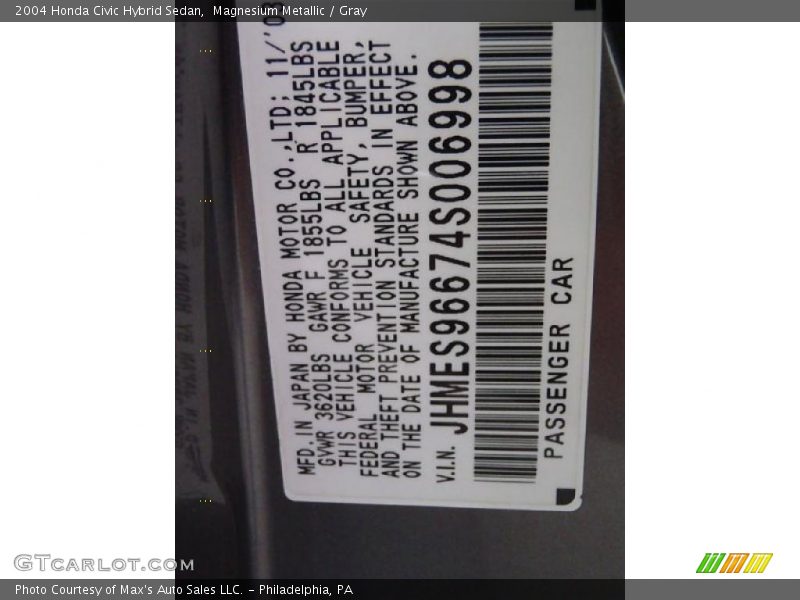 2004 Honda Civic Hybrid Sedan, Magnesium Metallic / Gray
MFD. IN JAPAN BY HONDA MOTOR CO.,LTD; 11/'03
GVWR 3620LBS GAWR F 1855LBS R 1845LBS
THIS VEHICLE CONFORMS TO ALL APPLICABLE
FEDERAL MOTOR VEHICLE SAFETY, BUMPER,
AND THEFT PREVENTION STANDARDS IN EFFECT
ON THE DATE OF MANUFACTURE SHOWN ABOVE.
V.I.N. JHMES96674S006998
PASSENGER CAR
GTcarlot.com
Photo Courtesy of Max's Auto Sales LLC. - Philadelphia, PA